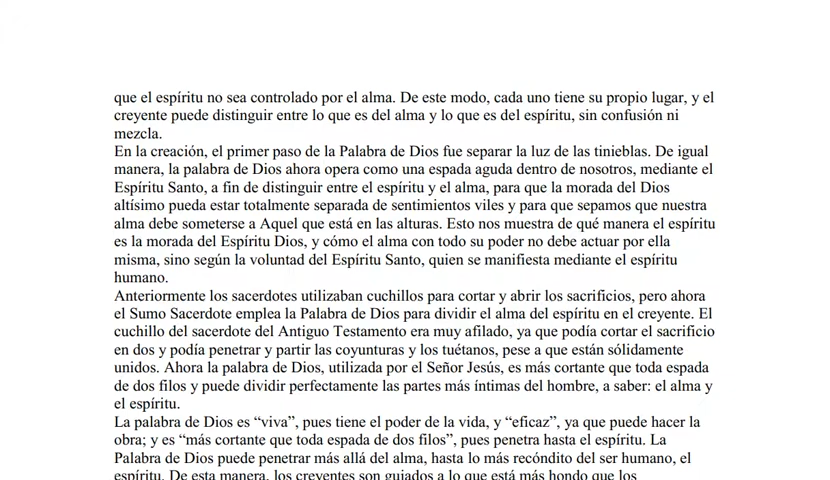 que el espíritu no sea controlado por el alma. De este modo, cada uno tiene su propio lugar, y el
creyente puede distinguir entre lo que es del alma y lo que es del espíritu, sin confusión ni
mezcla.
En la creación, el primer paso de la Palabra de Dios fue separar la luz de las tinieblas. De igual
manera, la palabra de Dios ahora opera como una espada aguda dentro de nosotros, mediante el
Espíritu Santo, a fin de distinguir entre el espíritu y el alma, para que la morada del Dios
altísimo pueda estar totalmente separada de sentimientos viles y para que sepamos que nuestra
alma debe someterse a Aquel que está en las alturas. Esto nos muestra de qué manera el espíritu
es la morada del Espíritu Dios, y cómo el alma con todo su poder no debe actuar por ella
misma, sino según la voluntad del Espíritu Santo, quien se manifiesta mediante el espíritu
humano.
Anteriormente los sacerdotes utilizaban cuchillos para cortar y abrir los sacrificios, pero ahora
el Sumo Sacerdote emplea la Palabra de Dios para dividir el alma del espíritu en el creyente. El
cuchillo del sacerdote del Antiguo Testamento era muy afilado, ya que podía cortar el sacrificio
en dos y podía penetrar y partir las coyunturas y los tuétanos, pese a que están sólidamente
unidos. Ahora la palabra de Dios, utilizada por el Señor Jesús, es más cortante que toda espada
de dos filos y puede dividir perfectamente las partes más íntimas del hombre, a saber: el alma y
el espíritu.
La palabra de Dios es “viva”, pues tiene el poder de la vida, y “eficaz”, ya que puede hacer la
obra; y es “más cortante que toda espada de dos filos”, pues penetra hasta el espíritu. La
Palabra de Dios puede penetrar más allá del alma, hasta lo más recóndito del ser humano, el
espíritu. De esta manera, los creyentes son guiados a lo que está más hondo que los